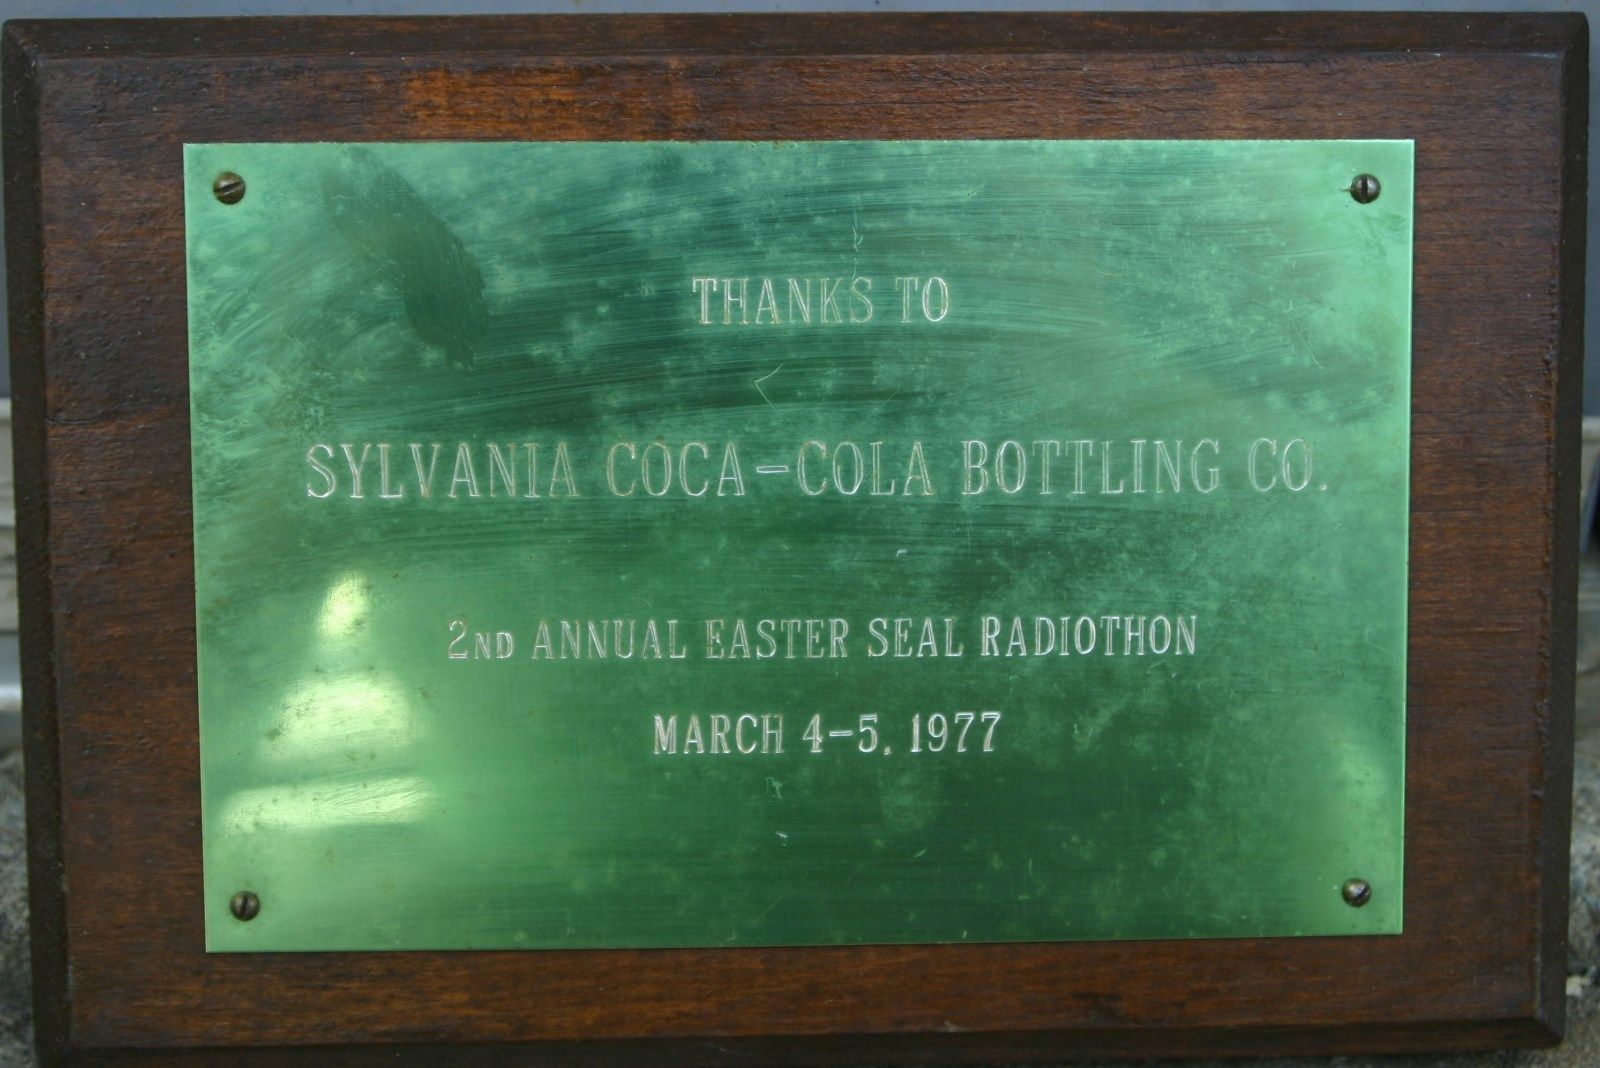 THANKS TO
SYLVANIA COCA-COLA BOTTLING CO.
2ND ANNUAL EASTER SEAL RADIOTHON
MARCH 4-5, 1977